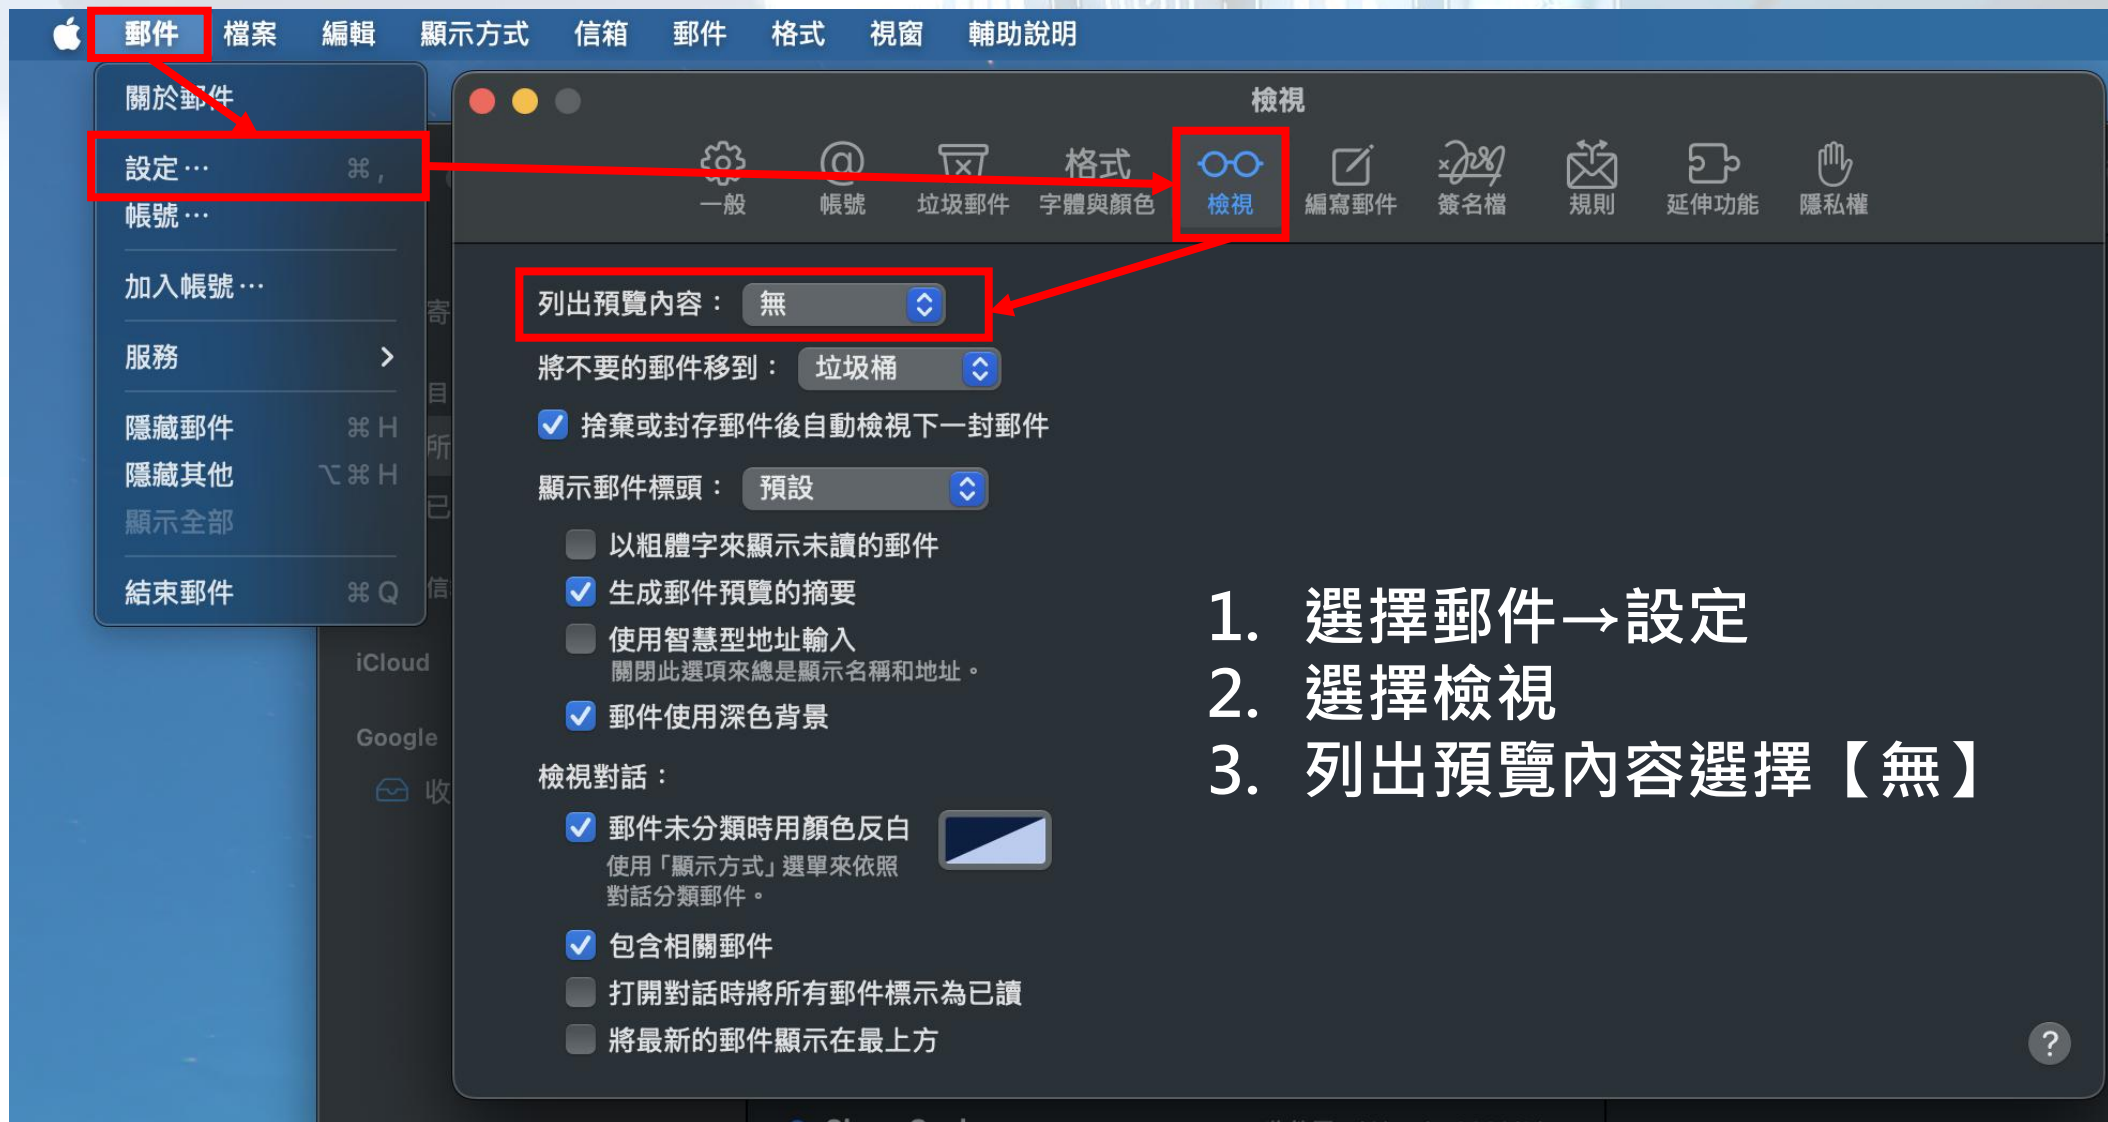 郵件 檔案 編輯 顯示方式 信箱 郵件 格式 視窗 輔助說明
關於郵件
設定… ⌘ ,
帳號…
加入帳號…
服務
隱藏郵件 ⌘ H
隱藏其他 ⌥ ⌘ H
顯示全部
結束郵件 ⌘ Q
寄
目
所
已
信
iCloud
Google
收
檢視
一般 帳號 垃圾郵件 格式 字體與顏色 檢視 編寫郵件 簽名檔 規則 延伸功能 隱私權
列出預覽內容： 無
將不要的郵件移到： 垃圾桶
捨棄或封存郵件後自動檢視下一封郵件
顯示郵件標頭： 預設
以粗體字來顯示未讀的郵件
生成郵件預覽的摘要
使用智慧型地址輸入
關閉此選項來總是顯示名稱和地址。
郵件使用深色背景
檢視對話：
郵件未分類時用顏色反白
使用「顯示方式」選單來依照
對話分類郵件。
包含相關郵件
打開對話時將所有郵件標示為已讀
將最新的郵件顯示在最上方
?
1. 選擇郵件→設定
2. 選擇檢視
3. 列出預覽內容選擇【無】